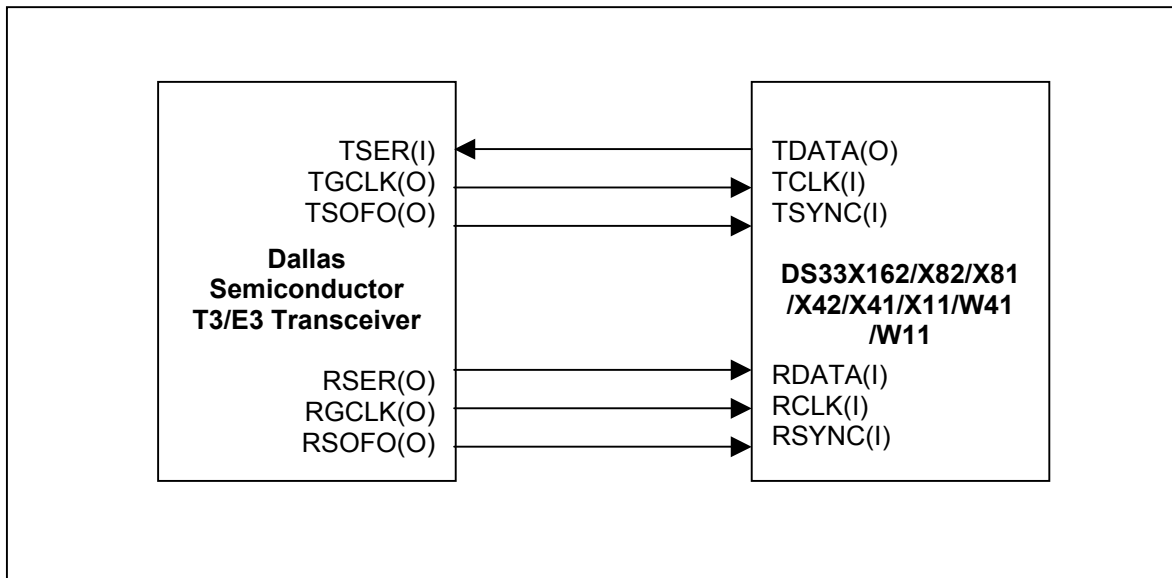 TSER(I)
TGCLK(O)
TSOFO(O)
Dallas
Semiconductor
T3/E3 Transceiver
RSER(O)
RGCLK(O)
RSOFO(O)
TDATA(O)
TCLK(I)
TSYNC(I)
DS33X162/X82/X81
/X42/X41/X11/W41
/W11
RDATA(I)
RCLK(I)
RSYNC(I)